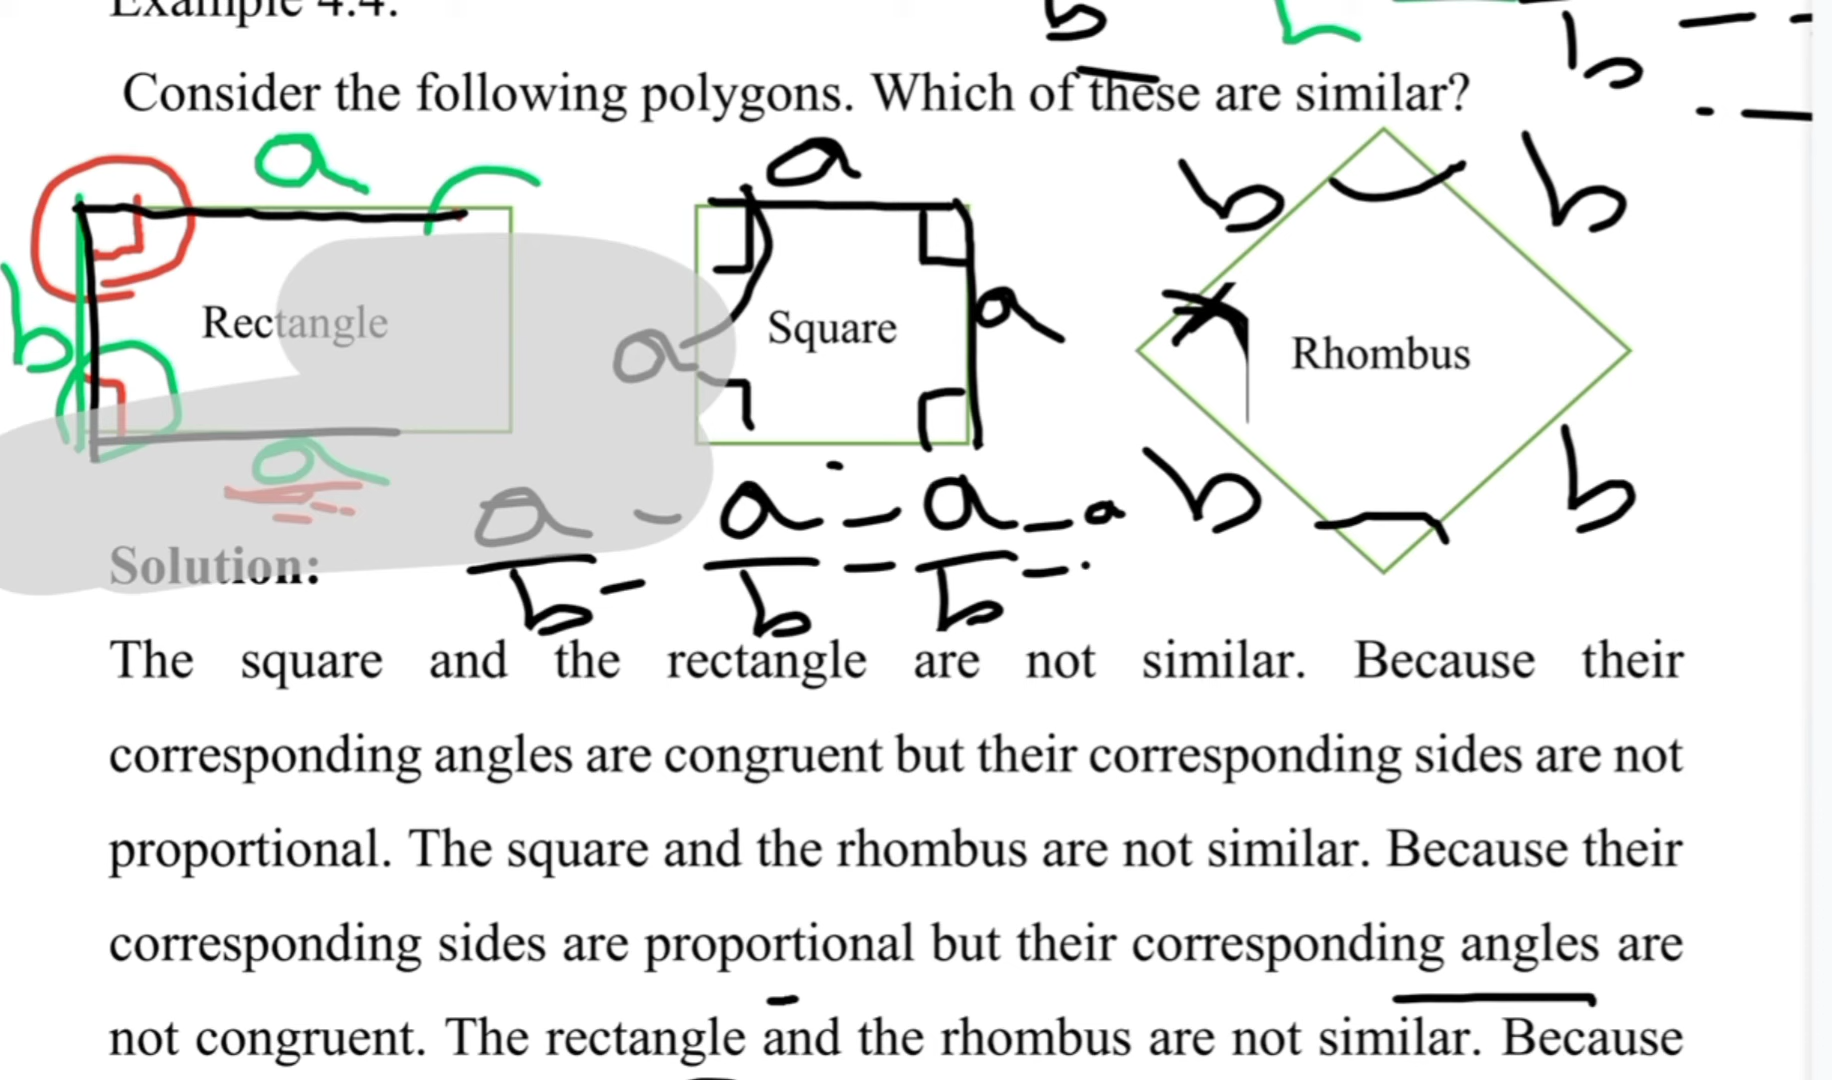 Example 4.4:
b
b
Consider the following polygons. Which of these are similar?
a
a
b
b
b
Rectangle
a
Square
a
Rhombus
a
a - a = a = a
b
b
Solution:
b = b = b =
The square and the rectangle are not similar. Because their
corresponding angles are congruent but their corresponding sides are not
proportional. The square and the rhombus are not similar. Because their
corresponding sides are proportional but their corresponding angles are
not congruent. The rectangle and the rhombus are not similar. Because